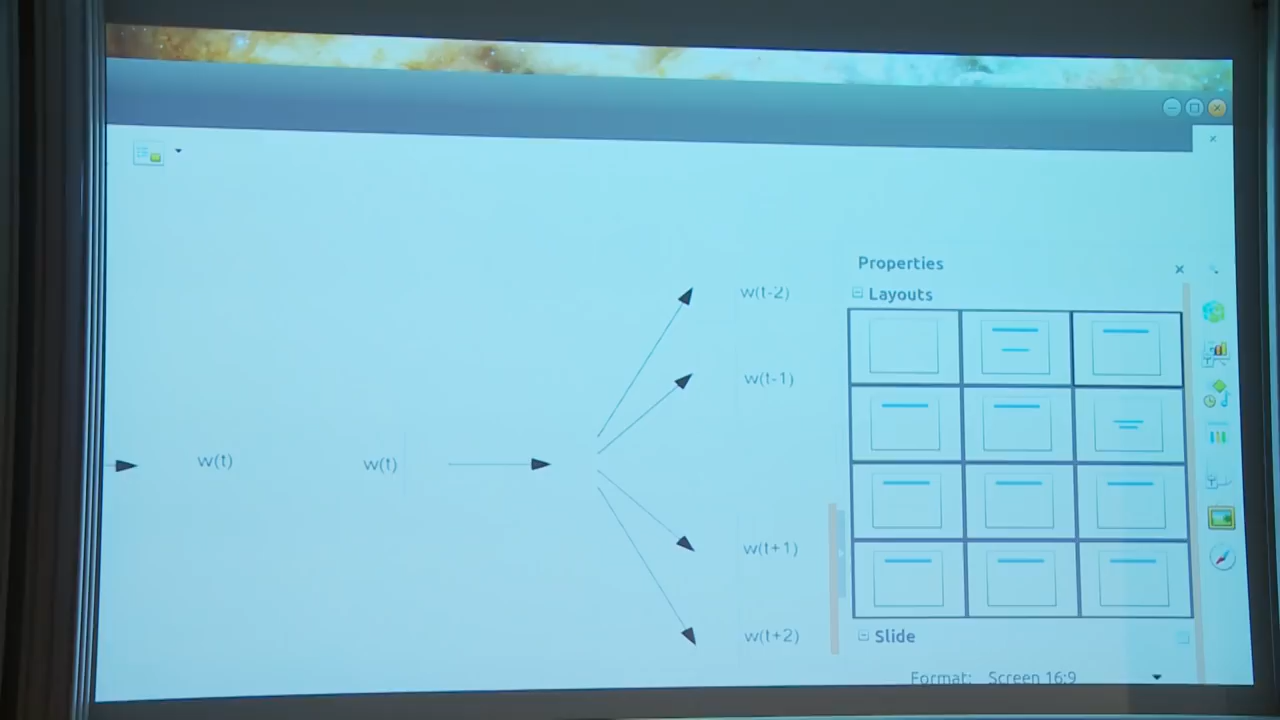 Properties
Layouts
w(t-2)
w(t-1)
w(t) w(t)
w(t+1)
w(t+2)
Slide
Format: Screen 16:9